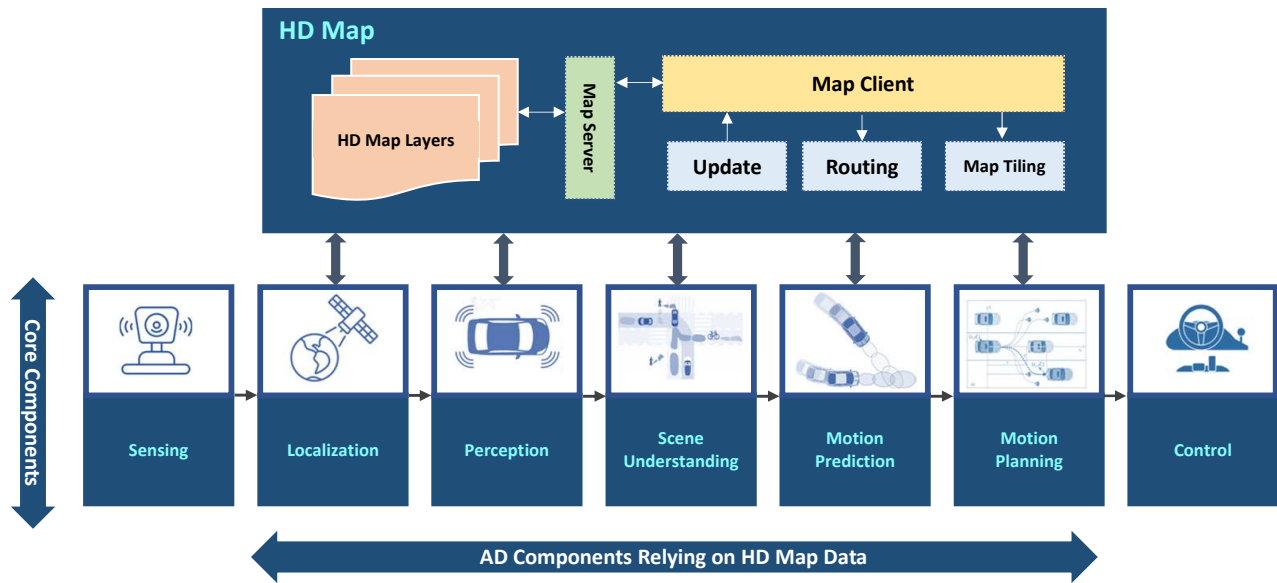 HD Map
HD Map Layers
Map Server
Map Client
Update
Routing
Map Tiling
Core Components
Sensing
Localization
Perception
Scene
Understanding
Motion
Prediction
Motion
Planning
Control
AD Components Relying on HD Map Data